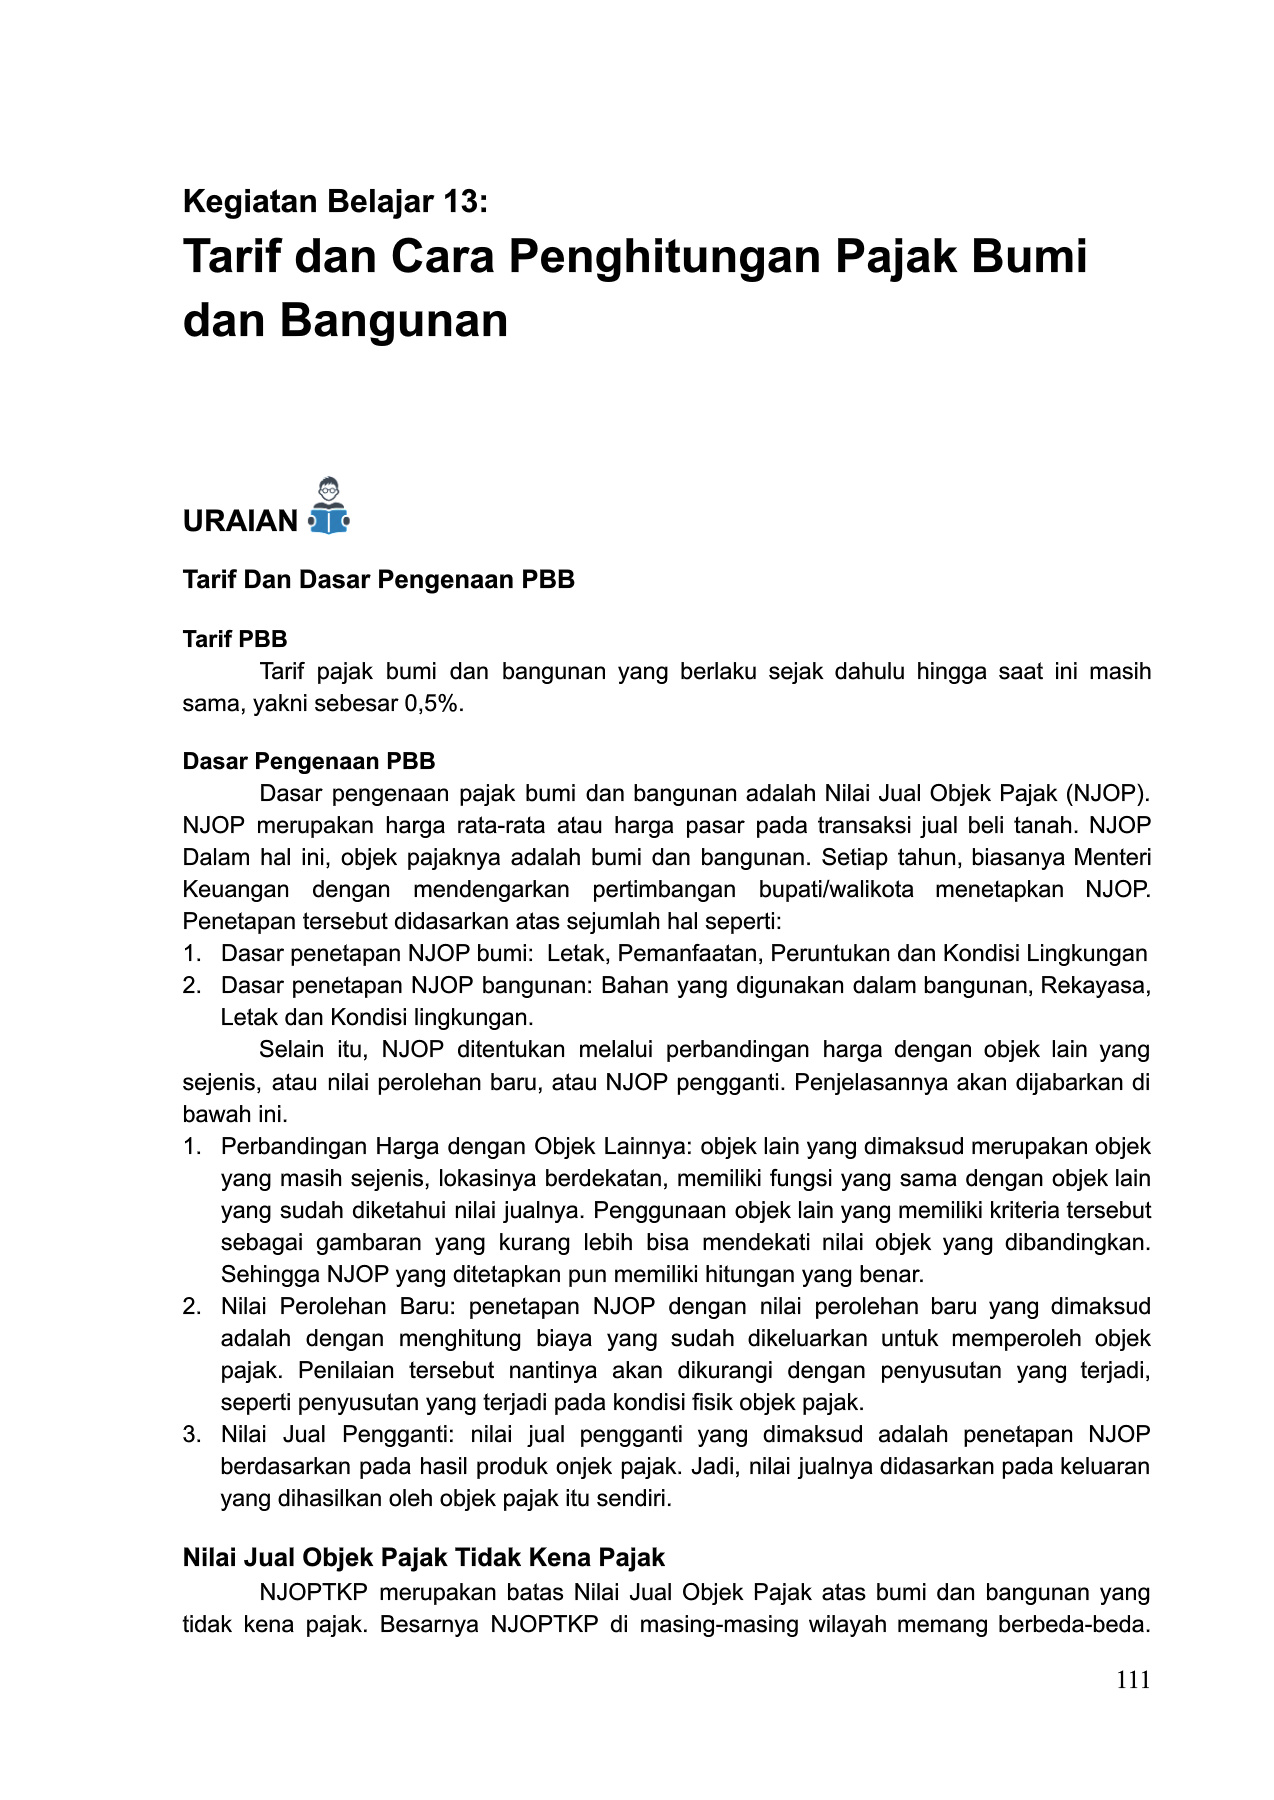 Kegiatan Belajar 13:
Tarif dan Cara Penghitungan Pajak Bumi
dan Bangunan
URAIAN
Tarif Dan Dasar Pengenaan PBB
Tarif PBB
Tarif pajak bumi dan bangunan yang berlaku sejak dahulu hingga saat ini masih
sama, yakni sebesar 0,5%.
Dasar Pengenaan PBB
Dasar pengenaan pajak bumi dan bangunan adalah Nilai Jual Objek Pajak (NJOP).
NJOP merupakan harga rata-rata atau harga pasar pada transaksi jual beli tanah. NJOP
Dalam hal ini, objek pajaknya adalah bumi dan bangunan. Setiap tahun, biasanya Menteri
Keuangan dengan mendengarkan pertimbangan bupati/walikota menetapkan NJOP.
Penetapan tersebut didasarkan atas sejumlah hal seperti:
1. Dasar penetapan NJOP bumi: Letak, Pemanfaatan, Peruntukan dan Kondisi Lingkungan
2. Dasar penetapan NJOP bangunan: Bahan yang digunakan dalam bangunan, Rekayasa,
Letak dan Kondisi lingkungan.
Selain itu, NJOP ditentukan melalui perbandingan harga dengan objek lain yang
sejenis, atau nilai perolehan baru, atau NJOP pengganti. Penjelasannya akan dijabarkan di
bawah ini.
1. Perbandingan Harga dengan Objek Lainnya: objek lain yang dimaksud merupakan objek
yang masih sejenis, lokasinya berdekatan, memiliki fungsi yang sama dengan objek lain
yang sudah diketahui nilai jualnya. Penggunaan objek lain yang memiliki kriteria tersebut
sebagai gambaran yang kurang lebih bisa mendekati nilai objek yang dibandingkan.
Sehingga NJOP yang ditetapkan pun memiliki hitungan yang benar.
2. Nilai Perolehan Baru: penetapan NJOP dengan nilai perolehan baru yang dimaksud
adalah dengan menghitung biaya yang sudah dikeluarkan untuk memperoleh objek
pajak. Penilaian tersebut nantinya akan dikurangi dengan penyusutan yang terjadi,
seperti penyusutan yang terjadi pada kondisi fisik objek pajak.
3. Nilai Jual Pengganti: nilai jual pengganti yang dimaksud adalah penetapan NJOP
berdasarkan pada hasil produk onjek pajak. Jadi, nilai jualnya didasarkan pada keluaran
yang dihasilkan oleh objek pajak itu sendiri.
Nilai Jual Objek Pajak Tidak Kena Pajak
NJOPTKP merupakan batas Nilai Jual Objek Pajak atas bumi dan bangunan yang
tidak kena pajak. Besarnya NJOPTKP di masing-masing wilayah memang berbeda-beda.
111